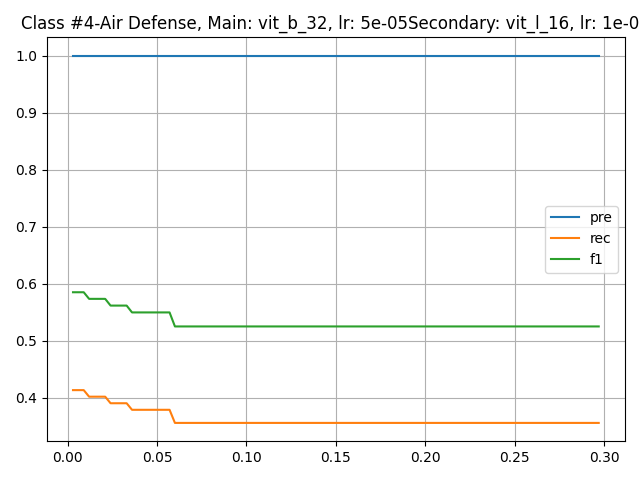 Class #4-Air Defense, Main: vit_b_32, lr: 5e-05Secondary: vit_l_16, lr: 1e-0
1.0
0.9
0.8
0.7
0.6
0.5
0.4
pre
rec
f1
0.00 0.05 0.10 0.15 0.20 0.25 0.30